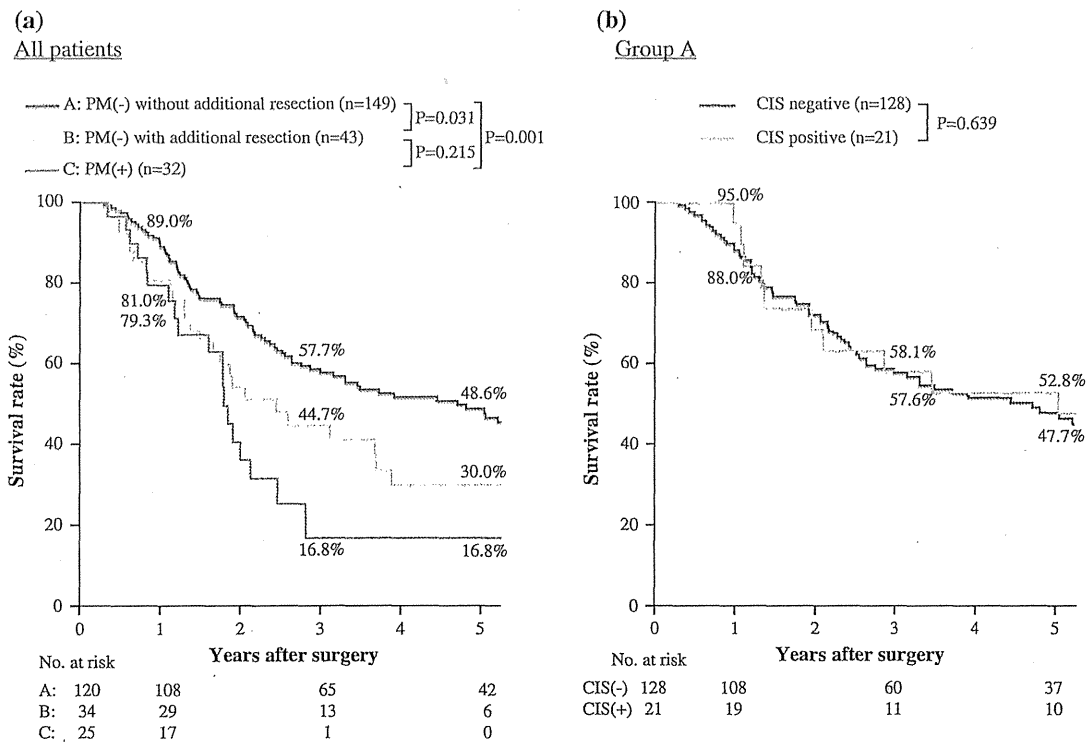 (a)
All patients
A: PM(-) without additional resection (n=149)
B: PM(-) with additional resection (n=43)
C: PM(+) (n=32)
P=0.031
P=0.215
P=0.001
Survival rate (%)
100
80
60
40
20
0
89.0%
81.0%
79.3%
57.7%
44.7%
16.8%
48.6%
30.0%
16.8%
0 1 2 3 4 5
Years after surgery
No. at risk
A: 120 108 65 42
B: 34 29 13 6
C: 25 17 1 0
(b)
Group A
CIS negative (n=128)
CIS positive (n=21)
P=0.639
Survival rate (%)
100
80
60
40
20
0
95.0%
88.0%
58.1%
57.6%
52.8%
47.7%
0 1 2 3 4 5
Years after surgery
No. at risk
CIS(-) 128 108 60 37
CIS(+) 21 19 11 10